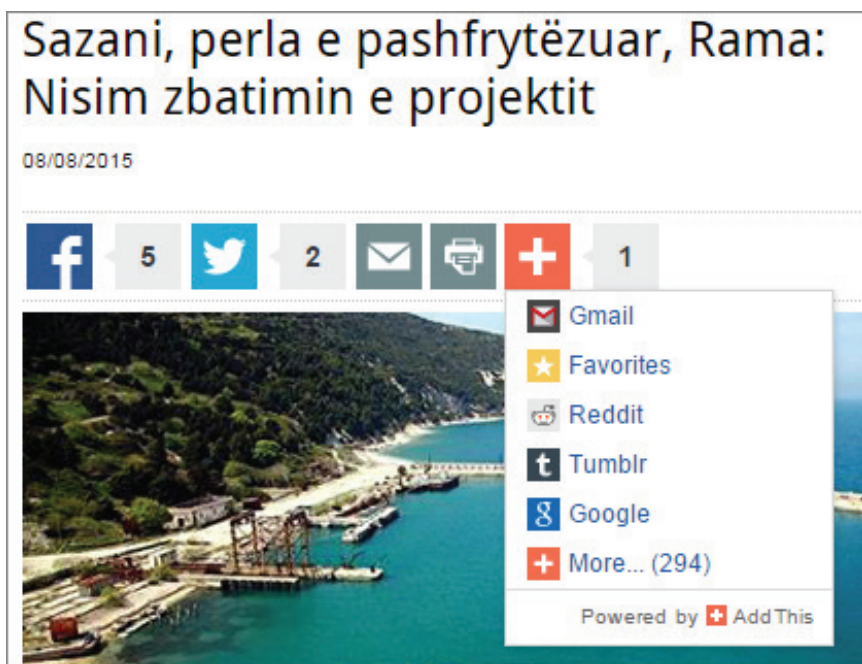 Sazani, perla e pashfrytëzuar, Rama:
Nisim zbatimin e projektit
08/08/2015
f 5 2 1
Gmail
Favorites
Reddit
t Tumblr
8 Google
More... (294)
Powered by AddThis